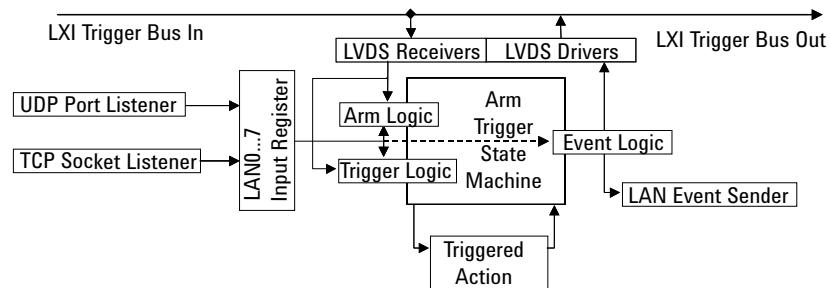 LXI Trigger Bus In
LXI Trigger Bus Out
LVDS Receivers
LVDS Drivers
UDP Port Listener
TCP Socket Listener
LAN0...7
Input Register
Arm Logic
Trigger Logic
Arm
Trigger
State
Machine
Event Logic
LAN Event Sender
Triggered
Action